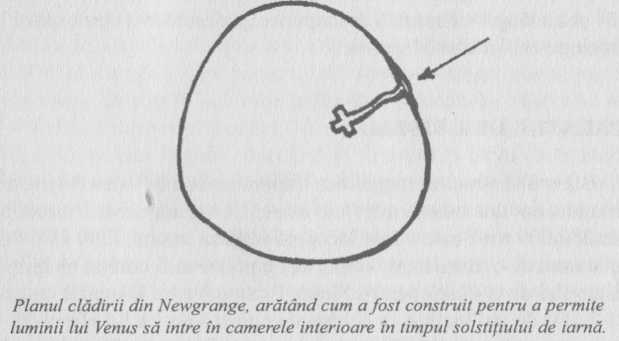 Planul clădirii din Newgrange, arătând cum a fost construit pentru a permite
luminii lui Venus să intre în camerele interioare în timpul solstițiului de iarnă.